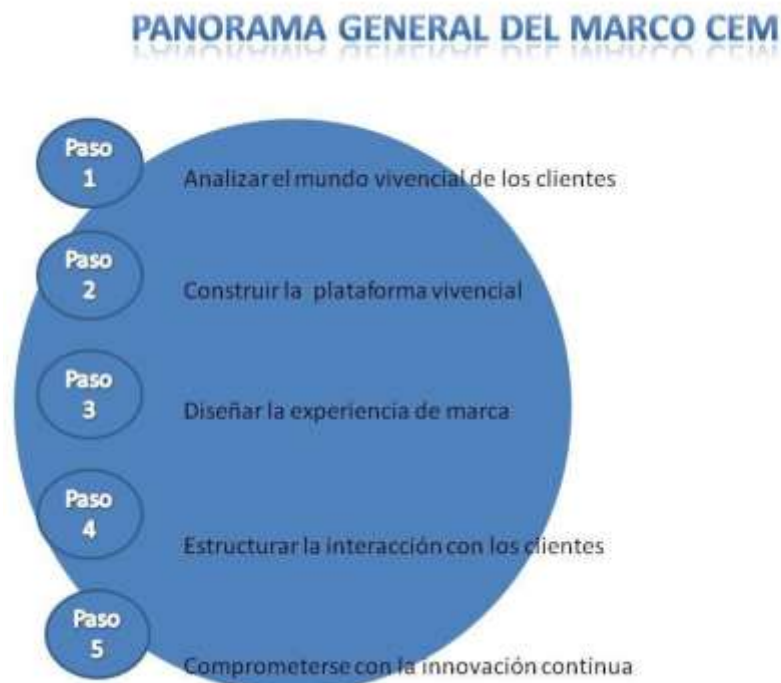 PANORAMA GENERAL DEL MARCO CEM
Paso
1
Analizar el mundo vivencial de los clientes
Paso
2
Construir la plataforma vivencial
Paso
3
Diseñar la experiencia de marca
Paso
4
Estructurar la interacción con los clientes
Paso
5
Comprometerse con la innovación continua